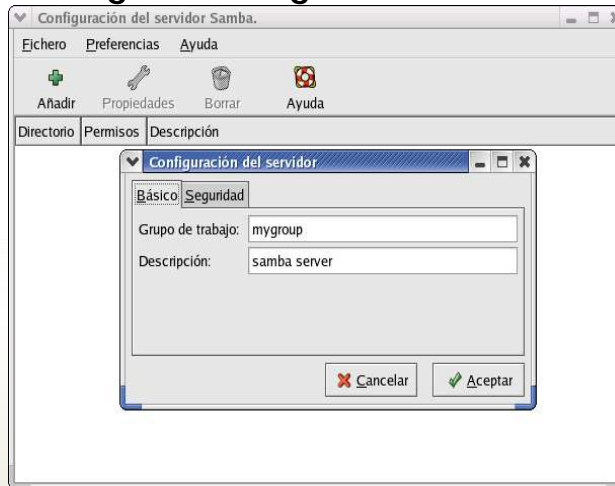 Configuración del servidor Samba.
Fichero Preferencias Ayuda
Añadir Propiedades Borrar Ayuda
Directorio Permisos Descripción
Configuración del servidor
Básico Seguridad
Grupo de trabajo: mygroup
Descripción: samba server
Cancelar Aceptar